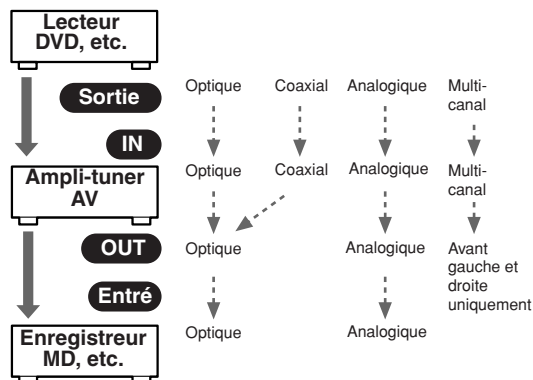 Lecteur
DVD, etc.
Sortie
Optique
Coaxial
Analogique
Multi-
canal
IN
Ampli-tuner
AV
Optique
Coaxial
Analogique
Multi-
canal
OUT
Optique
Analogique
Avant
gauche et
droite
uniquement
Entré
Enregistreur
MD, etc.
Optique
Analogique